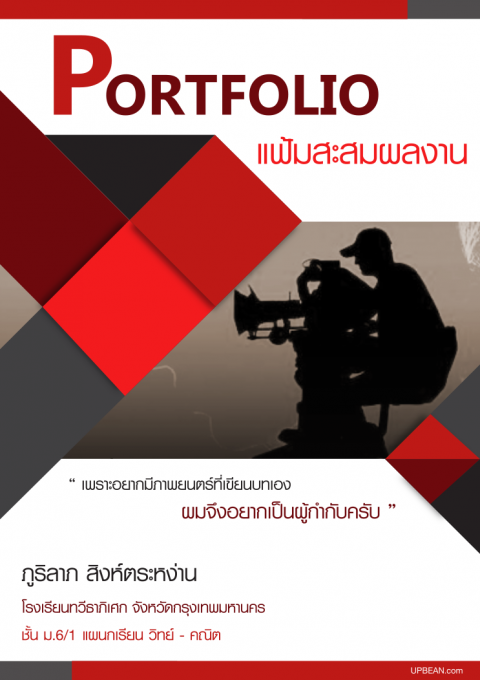 PORTFOLIO
แฟ้มสะสมผลงาน
“ เพราะอยากมีภาพยนตร์ที่เขียนบทเอง
ผมจึงอยากเป็นผู้กำกับครับ ”
ภูริลาภ สิงห์ตระหง่าน
โรงเรียนทวีธาภิเศก จังหวัดกรุงเทพมหานคร
ชั้น ม.6/1 แผนกเรียน วิทย์ - คณิต
UPBEAN.com